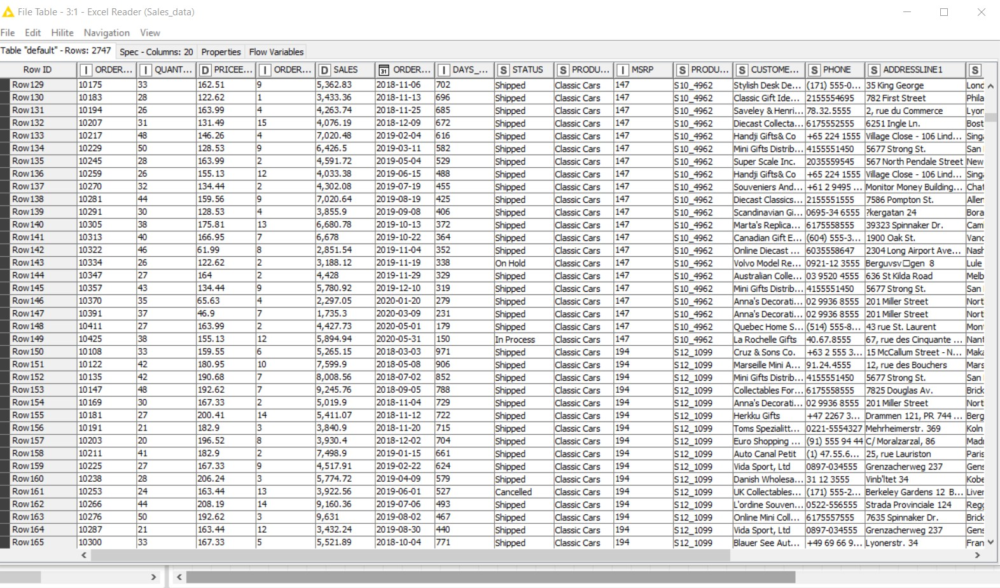 File Table - 3:1 - Excel Reader (Sales_data)
File Edit Hilite Navigation View
Table "default" - Rows: 2747 Spec - Columns: 20 Properties Flow Variables
Row ID I ORDER... I QUANT... D PRICEE... I ORDER... D SALES 31 ORDER... I DAYS_... S STATUS S PRODU... I MSRP S PRODU... S CUSTOME... S PHONE S ADDRESSLINE1 S
Row129 10175 33 162.51 9 5,362.83 2018-11-06 702 Shipped Classic Cars 147 S10_4962 Stylish Desk De... (171) 555-0... 35 King George Lond
Row130 10183 28 122.62 1 3,433.36 2018-11-13 696 Shipped Classic Cars 147 S10_4962 Classic Gift Ide... 2155554695 782 First Street Phila
Row131 10194 26 163.99 4 4,263.74 2018-11-25 685 Shipped Classic Cars 147 S10_4962 Saveley & Henri... 78.32.5555 2, rue du Commerce Lyon
Row132 10207 31 131.49 15 4,076.19 2018-12-09 672 Shipped Classic Cars 147 S10_4962 Diecast Collecta... 6175552555 6251 Ingle Ln. Bost
Row133 10217 48 146.26 4 7,020.48 2019-02-04 616 Shipped Classic Cars 147 S10_4962 Handji Gifts& Co +65 224 1555 Village Close - 106 Lind... Singa
Row134 10229 50 128.53 9 6,426.5 2019-03-11 582 Shipped Classic Cars 147 S10_4962 Mini Gifts Distrib... 4155551450 5677 Strong St. San
Row135 10245 28 163.99 2 4,591.72 2019-05-04 529 Shipped Classic Cars 147 S10_4962 Super Scale Inc. 2035559545 567 North Pendale Street New
Row136 10259 26 155.13 12 4,033.38 2019-06-15 488 Shipped Classic Cars 147 S10_4962 Handji Gifts& Co +65 224 1555 Village Close - 106 Lind... Singa
Row137 10270 32 134.44 2 4,302.08 2019-07-19 455 Shipped Classic Cars 147 S10_4962 Souveniers And... +61 2 9495 ... Monitor Money Building... Chat
Row138 10281 44 159.56 9 7,020.64 2019-08-19 425 Shipped Classic Cars 147 S10_4962 Diecast Classics... 2155551555 7586 Pompton St. Allen
Row139 10291 30 128.53 4 3,855.9 2019-09-08 406 Shipped Classic Cars 147 S10_4962 Scandinavian Gi... 0695-34 6555 ?kergatan 24 Bora
Row140 10305 38 175.81 13 6,680.78 2019-10-13 372 Shipped Classic Cars 147 S10_4962 Marta's Replica... 6175558555 39323 Spinnaker Dr. Cam
Row141 10313 40 166.95 7 6,678 2019-10-22 364 Shipped Classic Cars 147 S10_4962 Canadian Gift E... (604) 555-3... 1900 Oak St. Vanc
Row142 10322 46 61.99 8 2,851.54 2019-11-04 352 Shipped Classic Cars 147 S10_4962 Online Diecast ... 6035558647 2304 Long Airport Ave... Nash
Row143 10334 26 122.62 2 3,188.12 2019-11-19 338 On Hold Classic Cars 147 S10_4962 Volvo Model Re... 0921-12 3555 Berguvsv□gen 8 Lule
Row144 10347 27 164 2 4,428 2019-11-29 329 Shipped Classic Cars 147 S10_4962 Australian Colle... 03 9520 4555 636 St Kilda Road Melb
Row145 10357 43 134.44 9 5,780.92 2019-12-10 319 Shipped Classic Cars 147 S10_4962 Mini Gifts Distrib... 4155551450 5677 Strong St. San
Row146 10370 35 65.63 4 2,297.05 2020-01-20 279 Shipped Classic Cars 147 S10_4962 Anna's Decorati... 02 9936 8555 201 Miller Street Nort
Row147 10391 37 46.9 7 1,735.3 2020-03-09 231 Shipped Classic Cars 147 S10_4962 Anna's Decorati... 02 9936 8555 201 Miller Street Nort
Row148 10411 27 163.99 2 4,427.73 2020-05-01 179 Shipped Classic Cars 147 S10_4962 Quebec Home S... (514) 555-8... 43 rue St. Laurent Mon
Row149 10425 38 155.13 12 5,894.94 2020-05-31 150 In Process Classic Cars 147 S10_4962 La Rochelle Gifts 40.67.8555 67, rue des Cinquante ... Nant
Row150 10108 33 159.55 6 5,265.15 2018-03-03 971 Shipped Classic Cars 194 S12_1099 Cruz & Sons Co. +63 2 555 3... 15 McCallum Street - N... Maka
Row151 10122 42 180.95 10 7,599.9 2018-05-08 906 Shipped Classic Cars 194 S12_1099 Marseille Mini A... 91.24.4555 12, rue des Bouchers Mars
Row152 10135 42 190.68 7 8,008.56 2018-07-02 852 Shipped Classic Cars 194 S12_1099 Mini Gifts Distrib... 4155551450 5677 Strong St. San
Row153 10147 48 192.62 7 9,245.76 2018-09-05 788 Shipped Classic Cars 194 S12_1099 Collectables For... 6175558555 7825 Douglas Av. Brick
Row154 10169 30 167.33 2 5,019.9 2018-11-04 729 Shipped Classic Cars 194 S12_1099 Anna's Decorati... 02 9936 8555 201 Miller Street Nort
Row155 10181 27 200.41 14 5,411.07 2018-11-12 722 Shipped Classic Cars 194 S12_1099 Herkku Gifts +47 2267 3... Drammen 121, PR 744 ... Berg
Row156 10191 21 182.9 3 3,840.9 2018-11-20 715 Shipped Classic Cars 194 S12_1099 Toms Spezialitt... 0221-5554327 Mehrheimerstr. 369 Koln
Row157 10203 20 196.52 8 3,930.4 2018-12-02 704 Shipped Classic Cars 194 S12_1099 Euro Shopping ... (91) 555 94 44 C/ Moralzarzal, 86 Madr
Row158 10211 41 182.9 2 7,498.9 2019-01-15 661 Shipped Classic Cars 194 S12_1099 Auto Canal Petit (1) 47.55.6... 25, rue Lauriston Paris
Row159 10225 27 167.33 9 4,517.91 2019-02-22 624 Shipped Classic Cars 194 S12_1099 Vida Sport, Ltd 0897-034555 Grenzacherweg 237 Gens
Row160 10238 28 206.24 3 5,774.72 2019-04-09 579 Shipped Classic Cars 194 S12_1099 Danish Wholesa... 31 12 3555 Vinb'ltet 34 Kobe
Row161 10253 24 163.44 13 3,922.56 2019-06-01 527 Cancelled Classic Cars 194 S12_1099 UK Collectables... (171) 555-2... Berkeley Gardens 12 B... Liver
Row162 10266 44 208.19 14 9,160.36 2019-07-06 493 Shipped Classic Cars 194 S12_1099 L'ordine Souven... 0522-556555 Strada Provinciale 124 Regg
Row163 10276 50 192.62 3 9,631 2019-08-02 467 Shipped Classic Cars 194 S12_1099 Online Mini Coll... 6175557555 7635 Spinnaker Dr. Brick
Row164 10287 21 163.44 12 3,432.24 2019-08-30 440 Shipped Classic Cars 194 S12_1099 Vida Sport, Ltd 0897-034555 Grenzacherweg 237 Gens
Row165 10300 33 167.33 5 5,521.89 2018-10-04 771 Shipped Classic Cars 194 S12_1099 Blauer See Aut... +49 69 66 9... Lyonerstr. 34 Fran